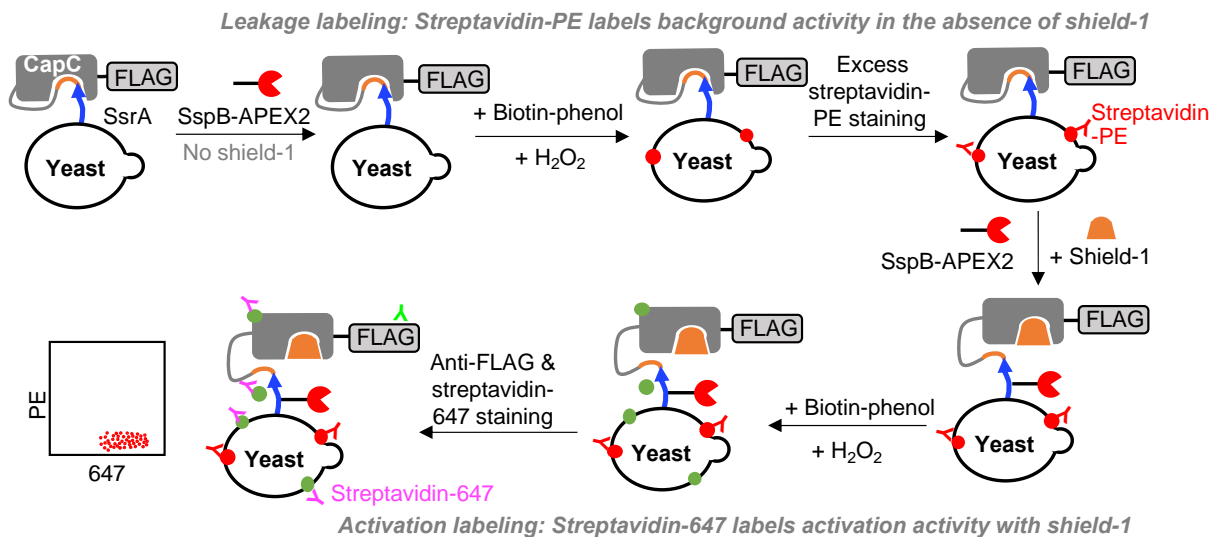 Leakage labeling: Streptavidin-PE labels background activity in the absence of shield-1
CapC
FLAG
SsrA
Yeast
SspB-APEX2
No shield-1
FLAG
Yeast
+ Biotin-phenol
+ H₂O₂
FLAG
Yeast
Excess
streptavidin-
PE staining
FLAG
Yeast
Streptavidin
-PE
SspB-APEX2
+ Shield-1
FLAG
Yeast
+ Biotin-phenol
+ H₂O₂
FLAG
Yeast
Anti-FLAG &
streptavidin-
647 staining
FLAG
Yeast
Streptavidin-647
PE
647
Activation labeling: Streptavidin-647 labels activation activity with shield-1